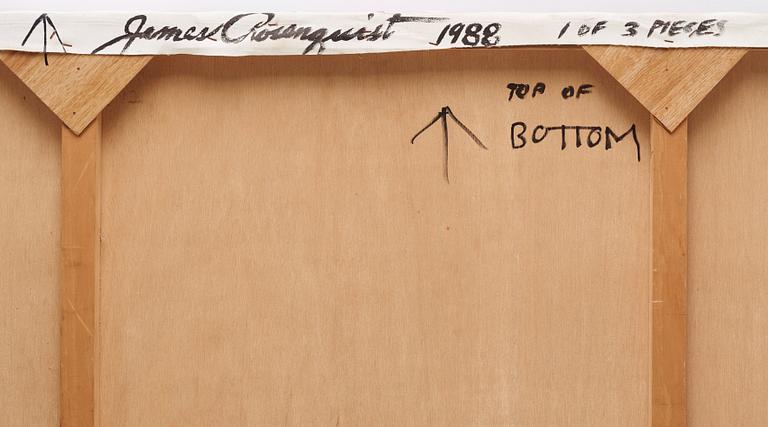 James Rosenquist 1988 1 OF 3 PIECES
TOP OF
BOTTOM